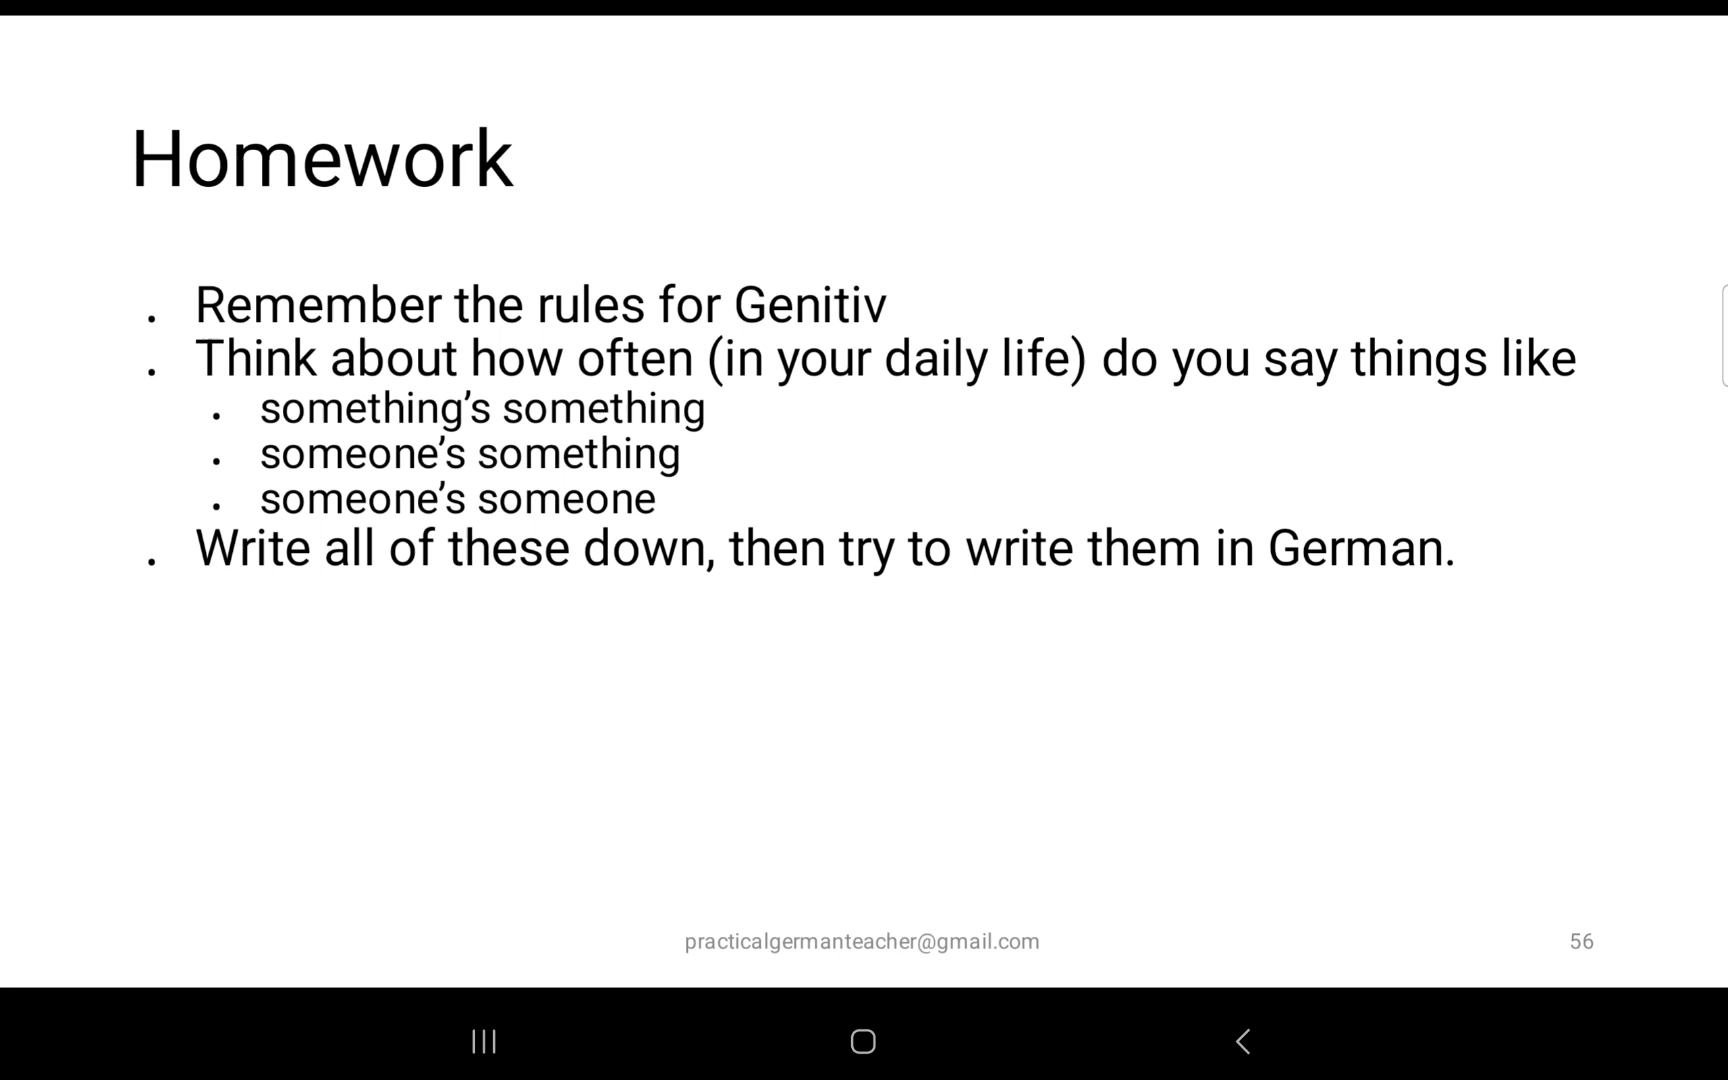 Homework
. Remember the rules for Genitiv
. Think about how often (in your daily life) do you say things like
. something’s something
. someone’s something
. someone’s someone
. Write all of these down, then try to write them in German.
practicalgermanteacher@gmail.com
56